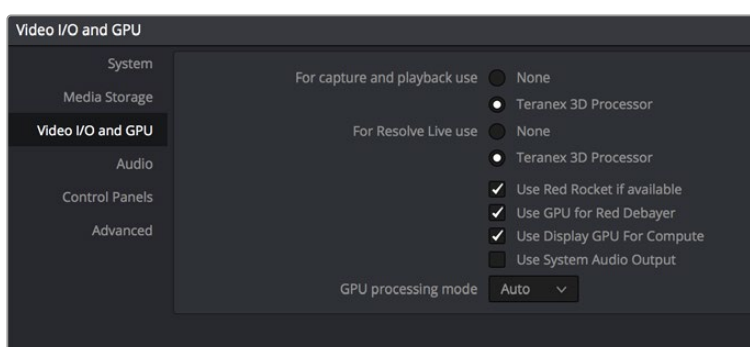 Video I/O and GPU
System
Media Storage
Video I/O and GPU
Audio
Control Panels
Advanced
For capture and playback use
None
Teranex 3D Processor
For Resolve Live use
None
Teranex 3D Processor
Use Red Rocket if available
Use GPU for Red Debayer
Use Display GPU For Compute
Use System Audio Output
GPU processing mode
Auto